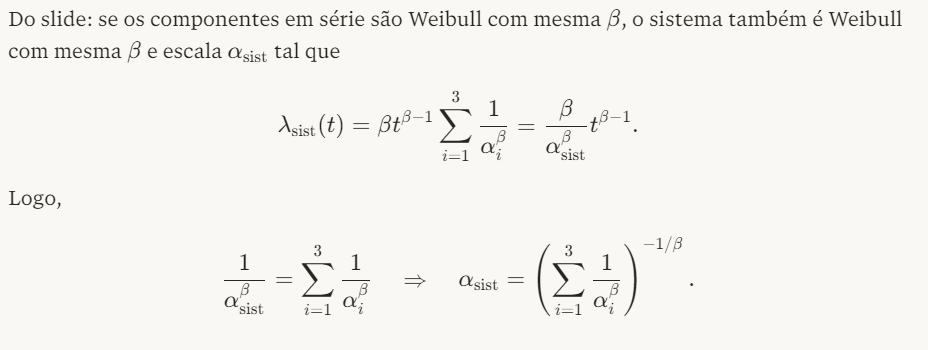 Do slide: se os componentes em série são Weibull com mesma β, o sistema também é Weibull
com mesma β e escala α_sist tal que
λ_sist(t) = βt^{β−1} ∑_{i=1}^{3} 1/α_i^β = β/α_sist^β t^{β−1}.
Logo,
1/α_sist^β = ∑_{i=1}^{3} 1/α_i^β ⇒ α_sist = (∑_{i=1}^{3} 1/α_i^β)^{−1/β}.